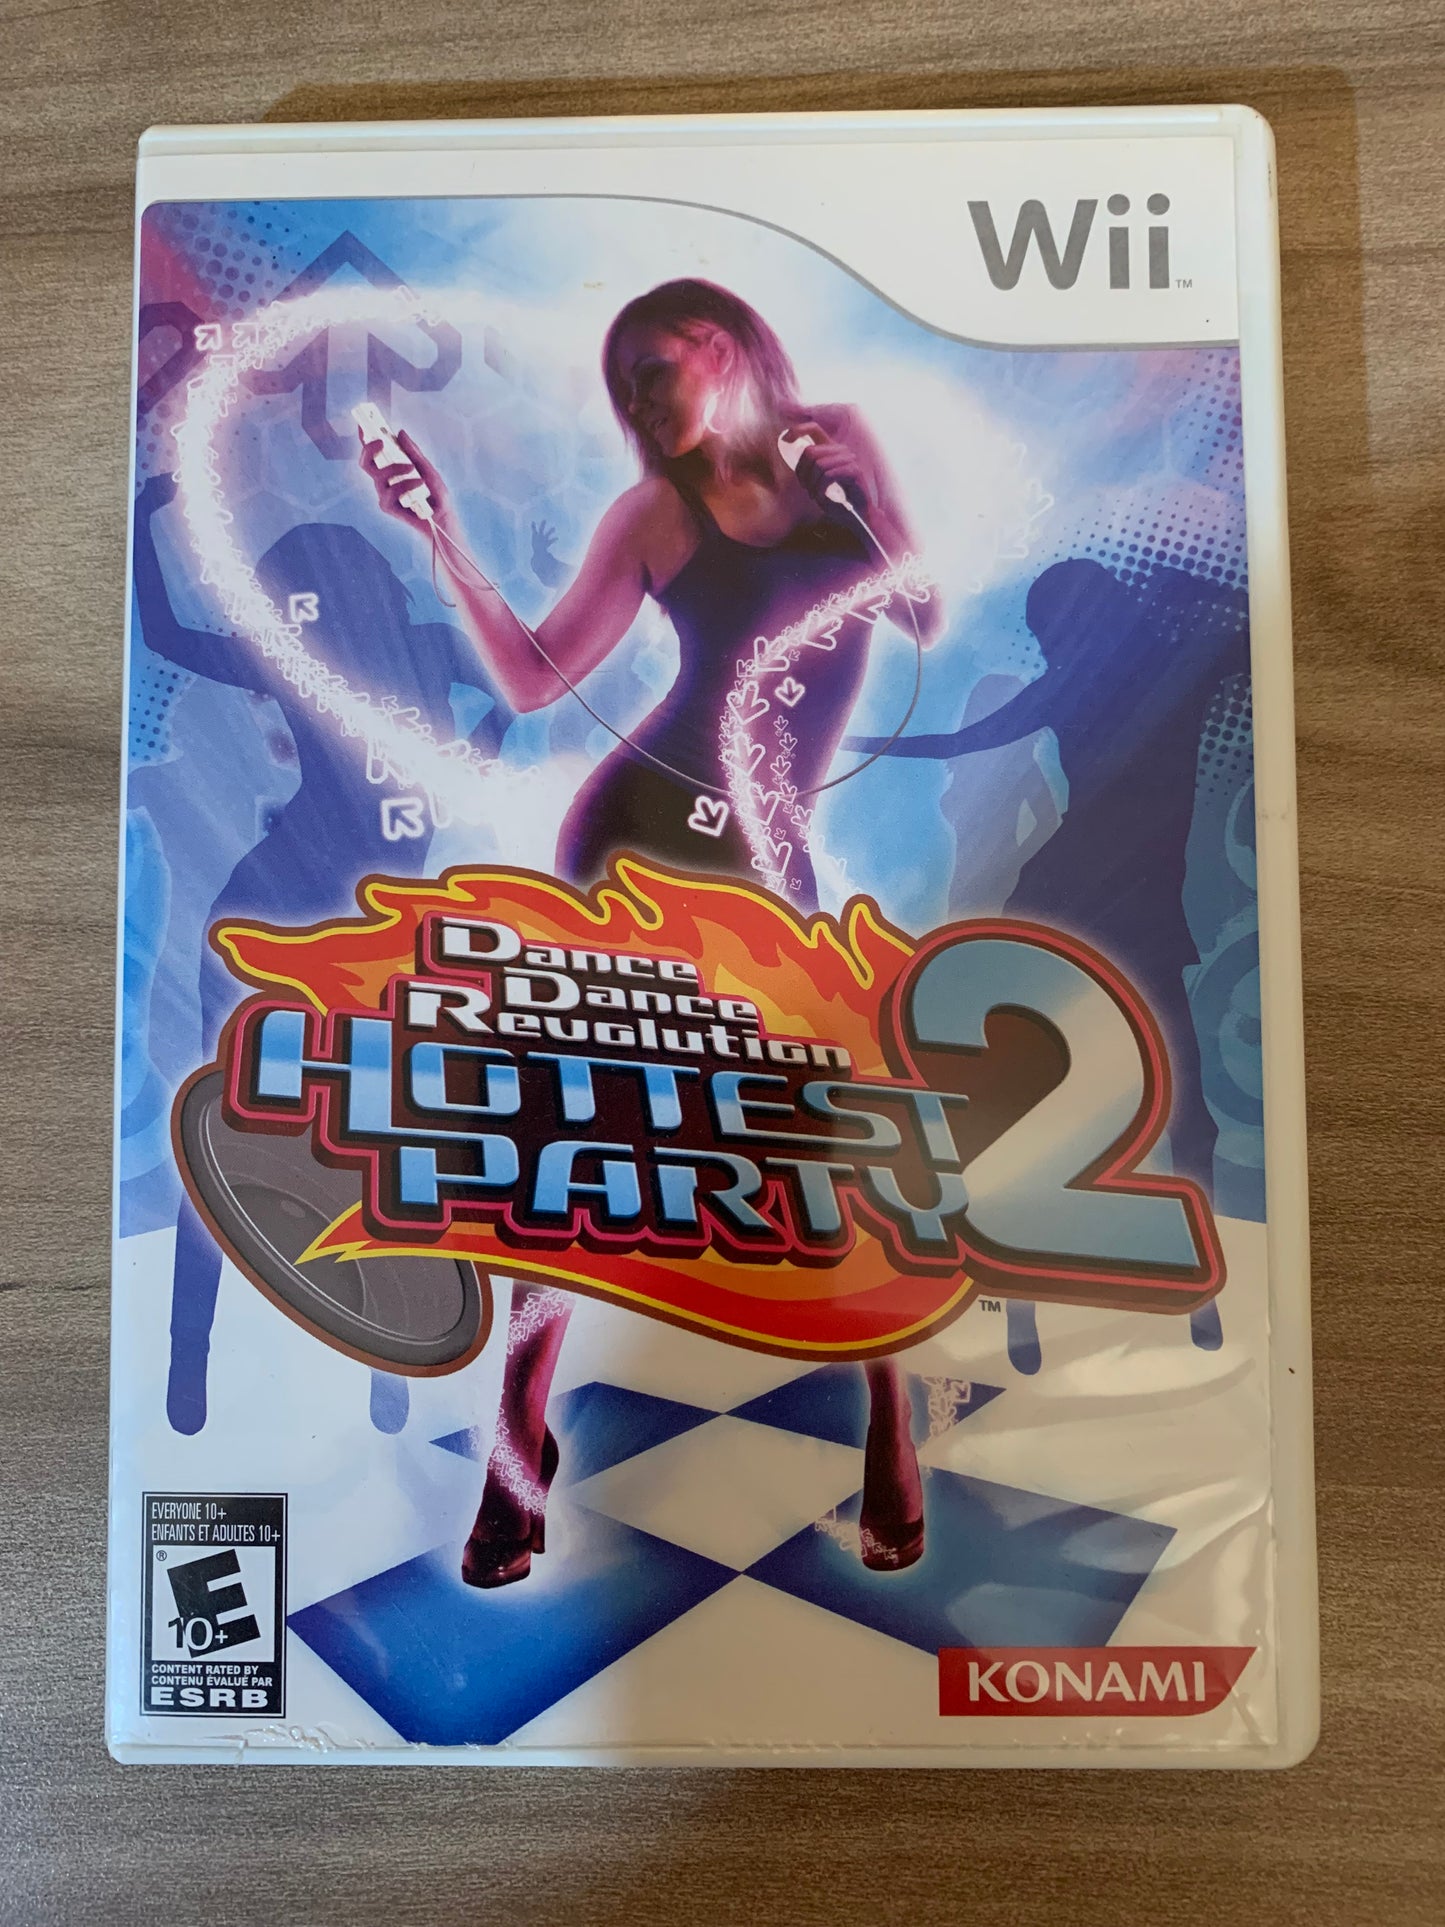 Wii™
Dance
Dance
Revolution
HOTTEST
PARTY 2
™
EVERYONE 10+
ENFANTS ET ADULTES 10+
®
E
10+
CONTENT RATED BY
CONTENU ÉVALUÉ PAR
ESRB
KONAMI